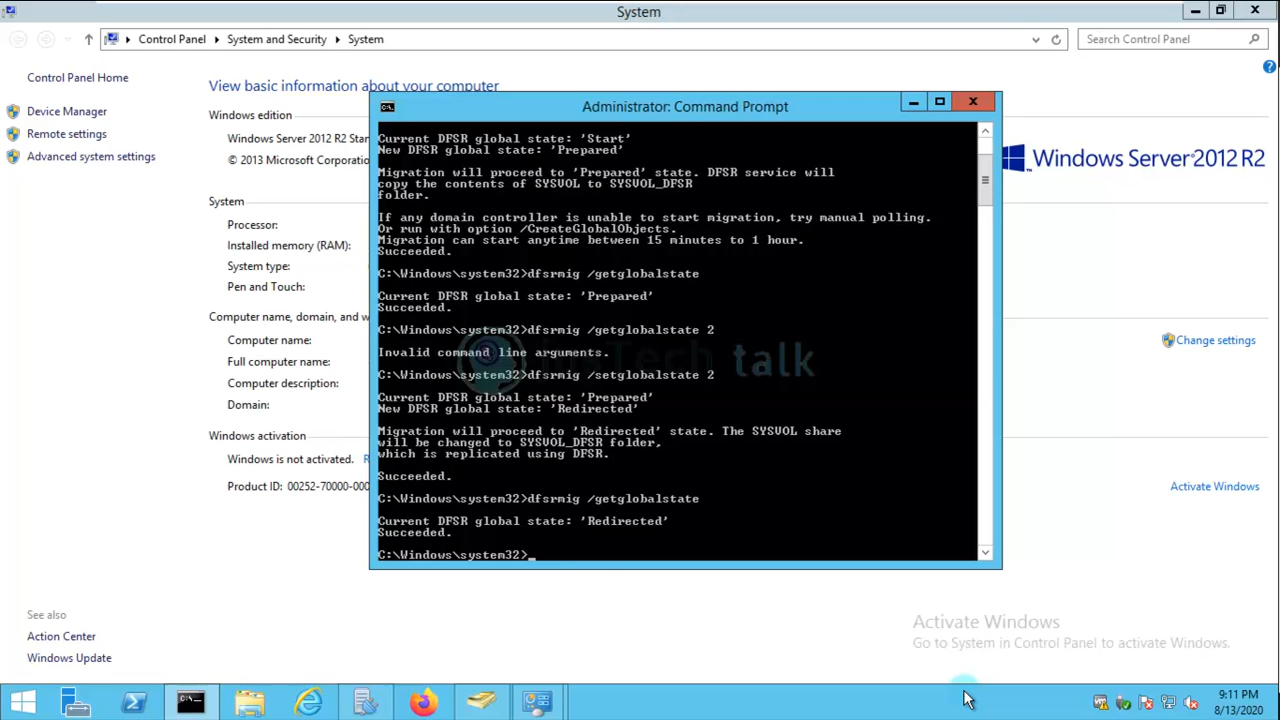 System
Control Panel
System and Security
System
Search Control Panel
Control Panel Home
Device Manager
Remote settings
Advanced system settings
See also
Action Center
Windows Update
View basic information about your computer
Windows edition
Windows Server 2012 R2 Stan
© 2013 Microsoft Corporatio
Windows Server 2012 R2
System
Processor:
Installed memory (RAM):
System type:
Pen and Touch:
Computer name, domain, and w
Computer name:
Change settings
Full computer name:
Computer description:
Domain:
Windows activation
Windows is not activated. R
Product ID: 00252-70000-000
Activate Windows
Administrator: Command Prompt
Current DFSR global state: 'Start'
New DFSR global state: 'Prepared'
Migration will proceed to 'Prepared' state. DFSR service will
copy the contents of SYSVOL to SYSVOL_DFSR
folder.
If any domain controller is unable to start migration, try manual polling.
Or run with option /CreateGlobalObjects.
Migration can start anytime between 15 minutes to 1 hour.
Succeeded.
C:\Windows\system32>dfsrmig /getglobalstate
Current DFSR global state: 'Prepared'
Succeeded.
C:\Windows\system32>dfsrmig /getglobalstate 2
Invalid command line arguments.
C:\Windows\system32>dfsrmig /setglobalstate 2
Current DFSR global state: 'Prepared'
New DFSR global state: 'Redirected'
Migration will proceed to 'Redirected' state. The SYSVOL share
will be changed to SYSVOL_DFSR folder,
which is replicated using DFSR.
Succeeded.
C:\Windows\system32>dfsrmig /getglobalstate
Current DFSR global state: 'Redirected'
Succeeded.
C:\Windows\system32>_
talk
Activate Windows
Go to System in Control Panel to activate Windows.
9:11 PM
8/13/2020